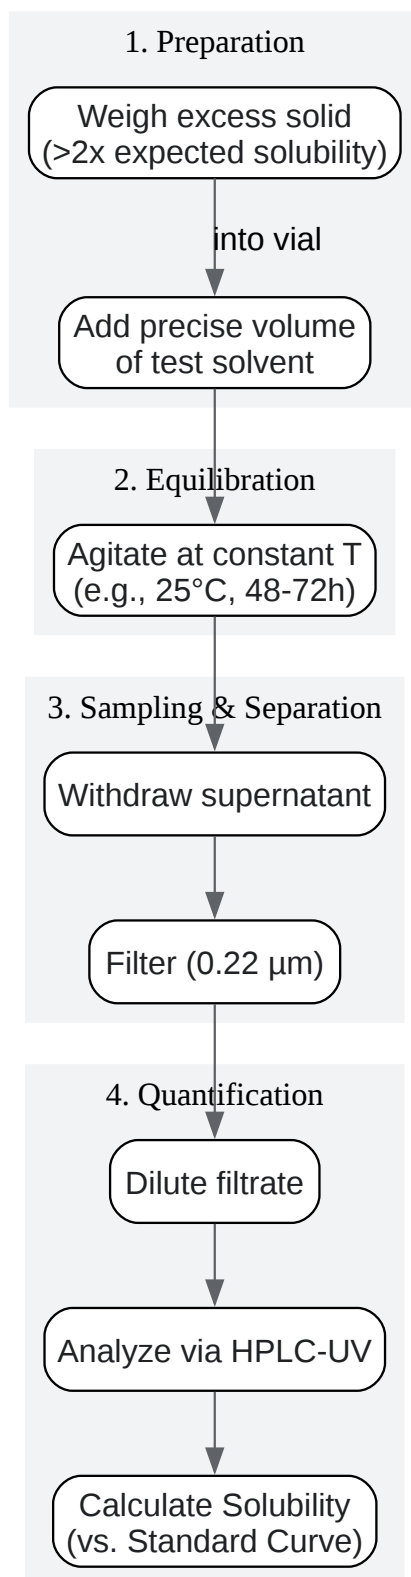 1. Preparation
Weigh excess solid
(>2x expected solubility)
into vial
Add precise volume
of test solvent
2. Equilibration
Agitate at constant T
(e.g., 25°C, 48-72h)
3. Sampling & Separation
Withdraw supernatant
Filter (0.22 µm)
4. Quantification
Dilute filtrate
Analyze via HPLC-UV
Calculate Solubility
(vs. Standard Curve)